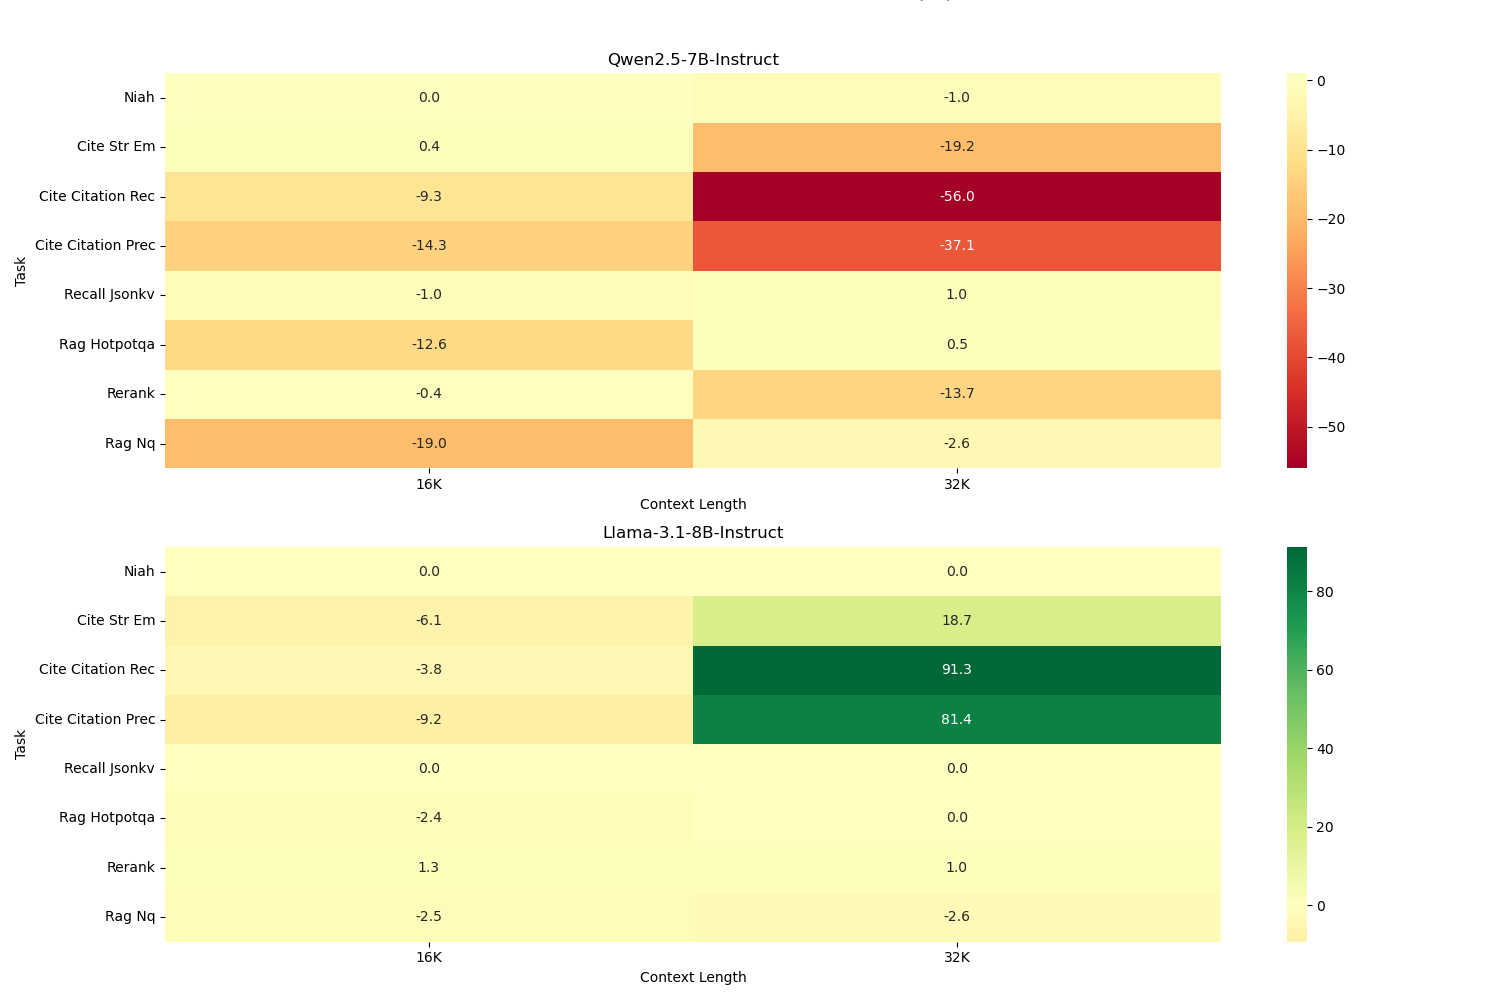 Qwen2.5-7B-Instruct
Task
Niah 0.0 -1.0 0
Cite Str Em 0.4 -19.2 −10
Cite Citation Rec -9.3 -56.0 −20
Cite Citation Prec -14.3 -37.1 −30
Recall Jsonkv -1.0 1.0
Rag Hotpotqa -12.6 0.5 −40
Rerank -0.4 -13.7
Rag Nq -19.0 -2.6 −50
16K 32K
Context Length
Llama-3.1-8B-Instruct
Task
Niah 0.0 0.0 80
Cite Str Em -6.1 18.7
Cite Citation Rec -3.8 91.3 60
Cite Citation Prec -9.2 81.4 40
Recall Jsonkv 0.0 0.0
Rag Hotpotqa -2.4 0.0 20
Rerank 1.3 1.0
Rag Nq -2.5 -2.6 0
16K 32K
Context Length